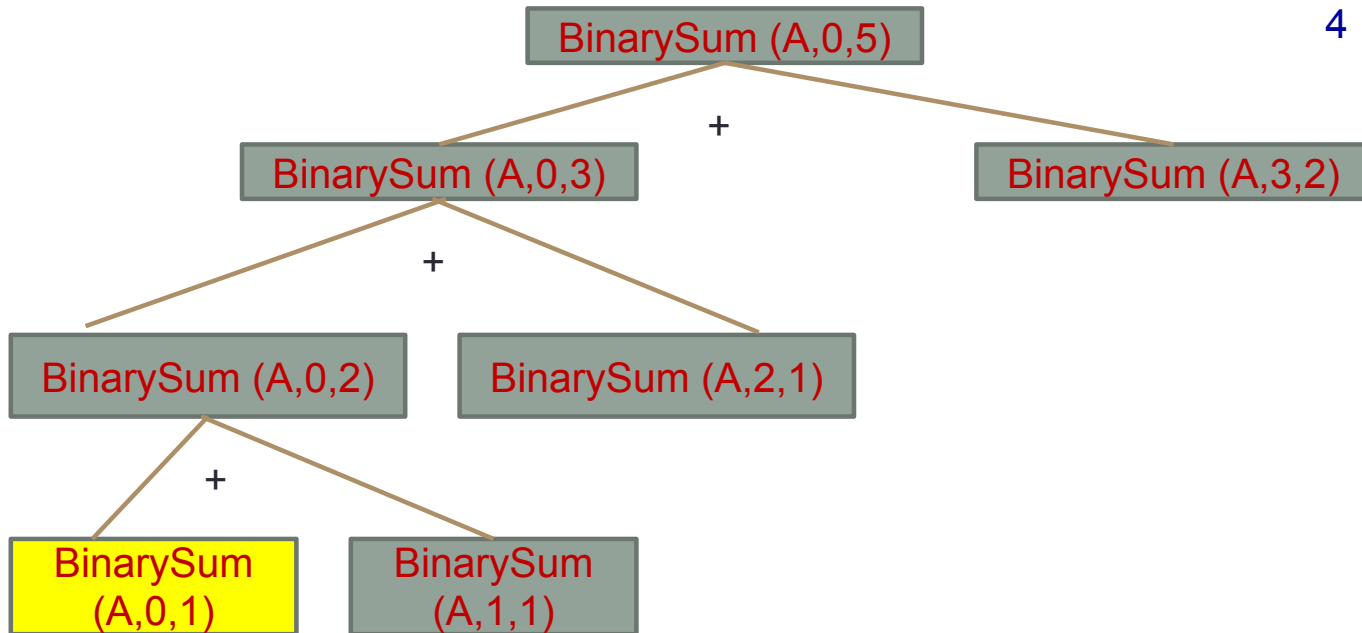 BinarySum (A,0,5)
4
+
BinarySum (A,0,3)
BinarySum (A,3,2)
+
BinarySum (A,0,2)
BinarySum (A,2,1)
+
BinarySum
(A,0,1)
BinarySum
(A,1,1)